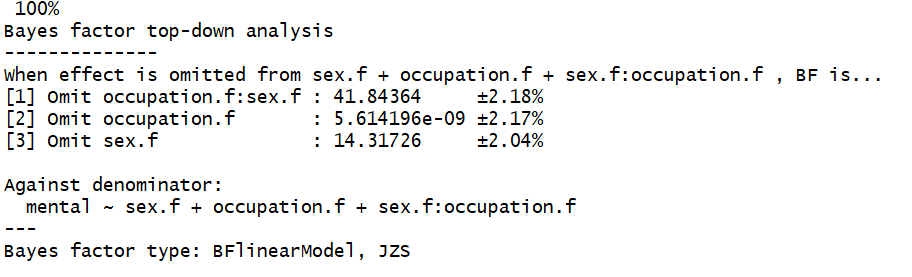 100%
Bayes factor top-down analysis
--------------
When effect is omitted from sex.f + occupation.f + sex.f:occupation.f , BF is...
[1] Omit occupation.f:sex.f : 41.84364     ±2.18%
[2] Omit occupation.f       : 5.614196e-09 ±2.17%
[3] Omit sex.f              : 14.31726     ±2.04%

Against denominator:
  mental ~ sex.f + occupation.f + sex.f:occupation.f
---
Bayes factor type: BFlinearModel, JZS